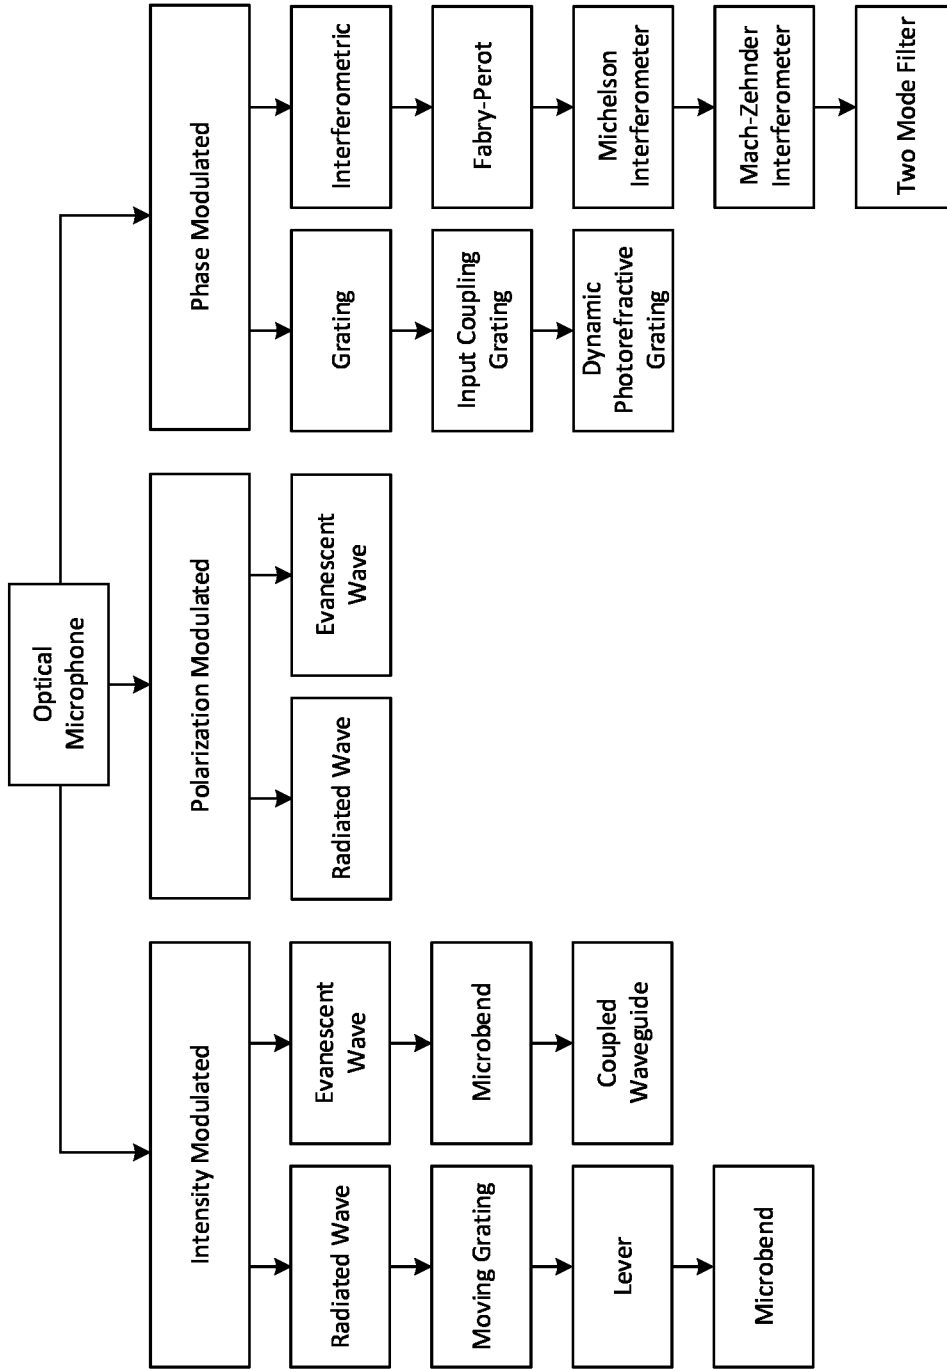 Optical
Microphone
Intensity Modulated
Polarization Modulated
Phase Modulated
Radiated Wave
Evanescent
Wave
Radiated Wave
Evanescent
Wave
Grating
Interferometric
Moving Grating
Microbend
Input Coupling
Grating
Fabry-Perot
Lever
Coupled
Waveguide
Dynamic
Photorefractive
Grating
Michelson
Interferometer
Microbend
Mach-Zehnder
Interferometer
Two Mode Filter